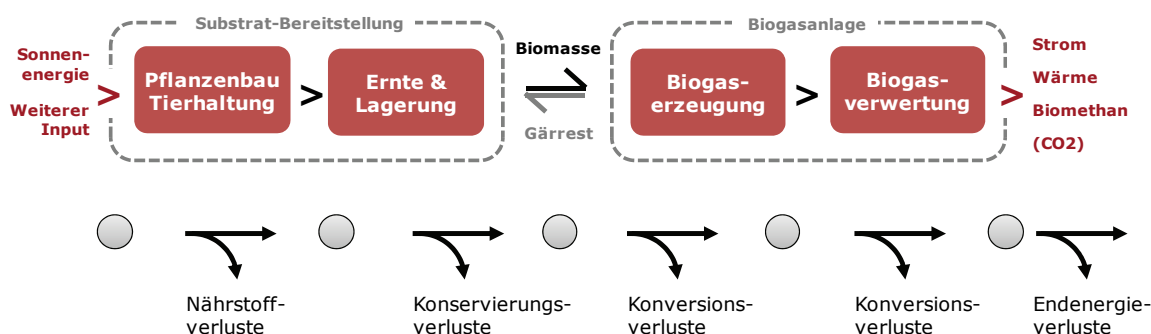 Substrat-Bereitstellung
Biogasanlage
Sonnen-
energie
Weiterer
Input
>
Pflanzenbau
Tierhaltung
>
Ernte &
Lagerung
Biomasse
Gärrest
Biogas-
erzeugung
>
Biogas-
verwertung
>
Strom
Wärme
Biomethan
(CO2)
Nährstoff-
verluste
Konservierungs-
verluste
Konversions-
verluste
Konversions-
verluste
Endenergie-
verluste